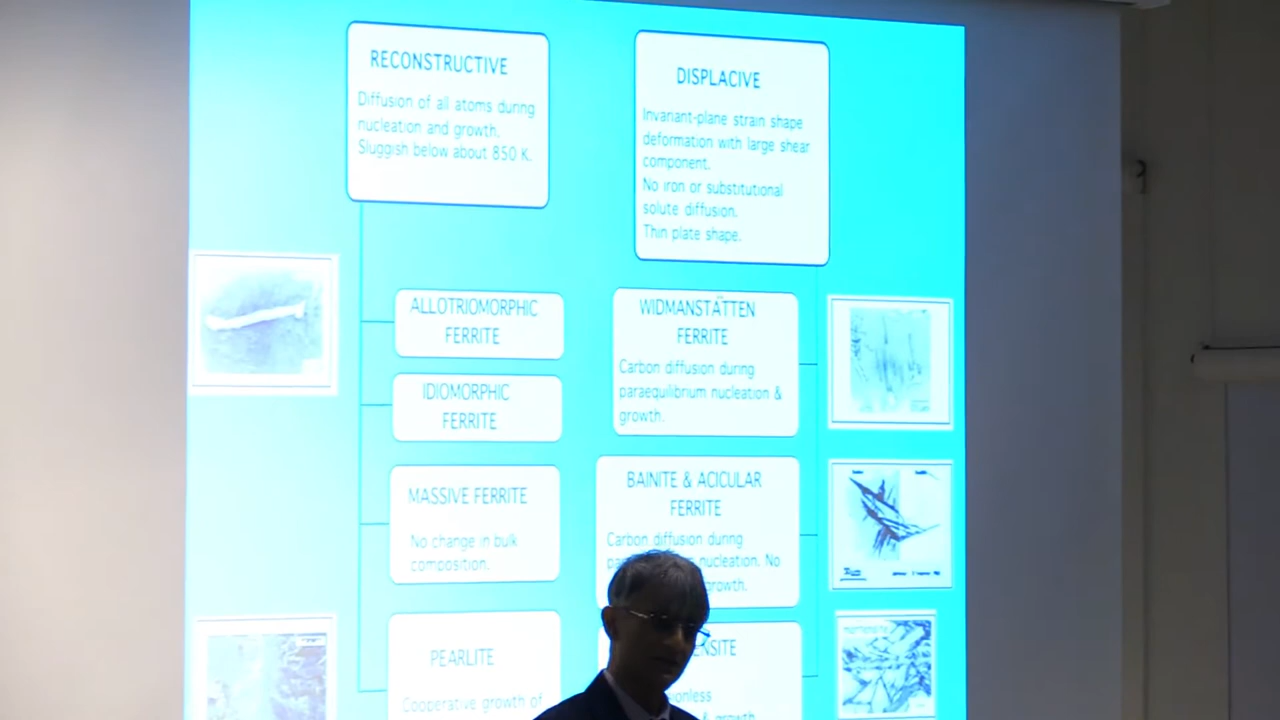 RECONSTRUCTIVE
Diffusion of all atoms during
nucleation and growth.
Sluggish below about 850 K.
DISPLACIVE
Invariant-plane strain shape
deformation with large shear
component.
No iron or substitutional
solute diffusion.
Thin plate shape.
ALLOTRIOMORPHIC
FERRITE
IDIOMORPHIC
FERRITE
MASSIVE FERRITE
No change in bulk
composition.
PEARLITE
Cooperative growth of
WIDMANSTÄTTEN
FERRITE
Carbon diffusion during
paraequilibrium nucleation &
growth.
BAINITE & ACICULAR
FERRITE
Carbon diffusion during
nucleation. No
growth.
& growth